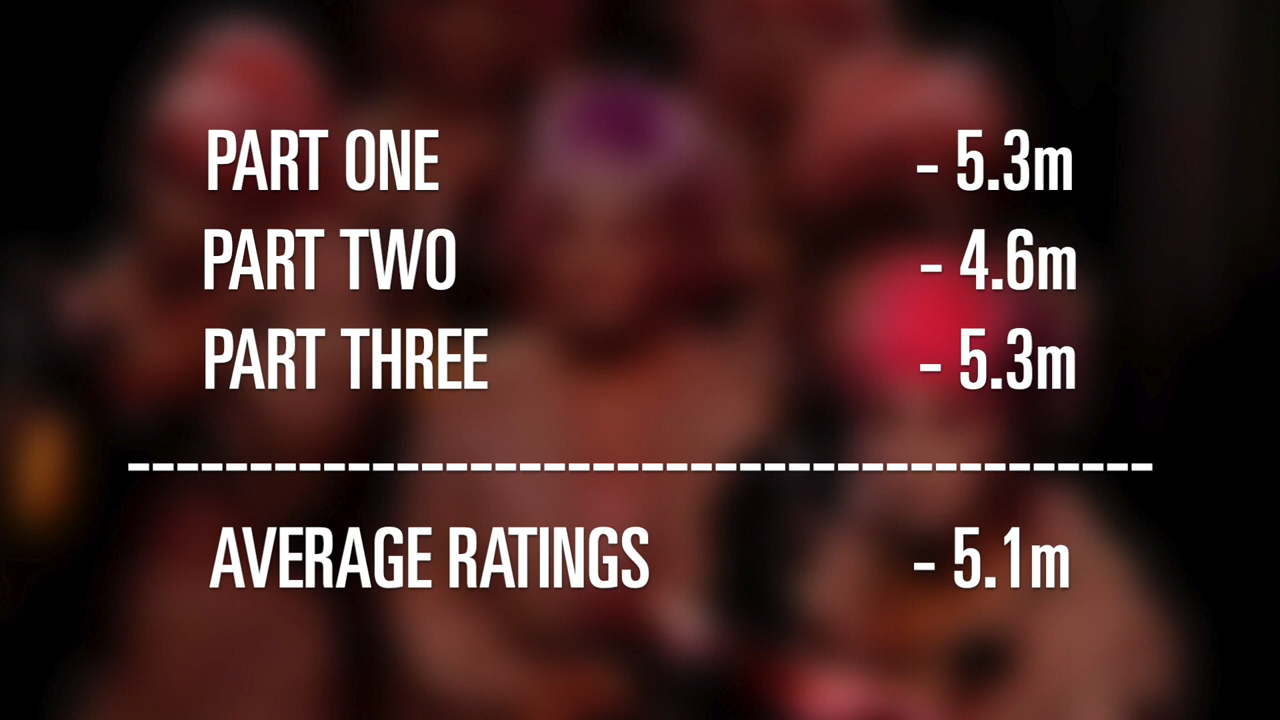 PART ONE – 5.3m
PART TWO – 4.6m
PART THREE – 5.3m
------------------------------------------
AVERAGE RATINGS – 5.1m